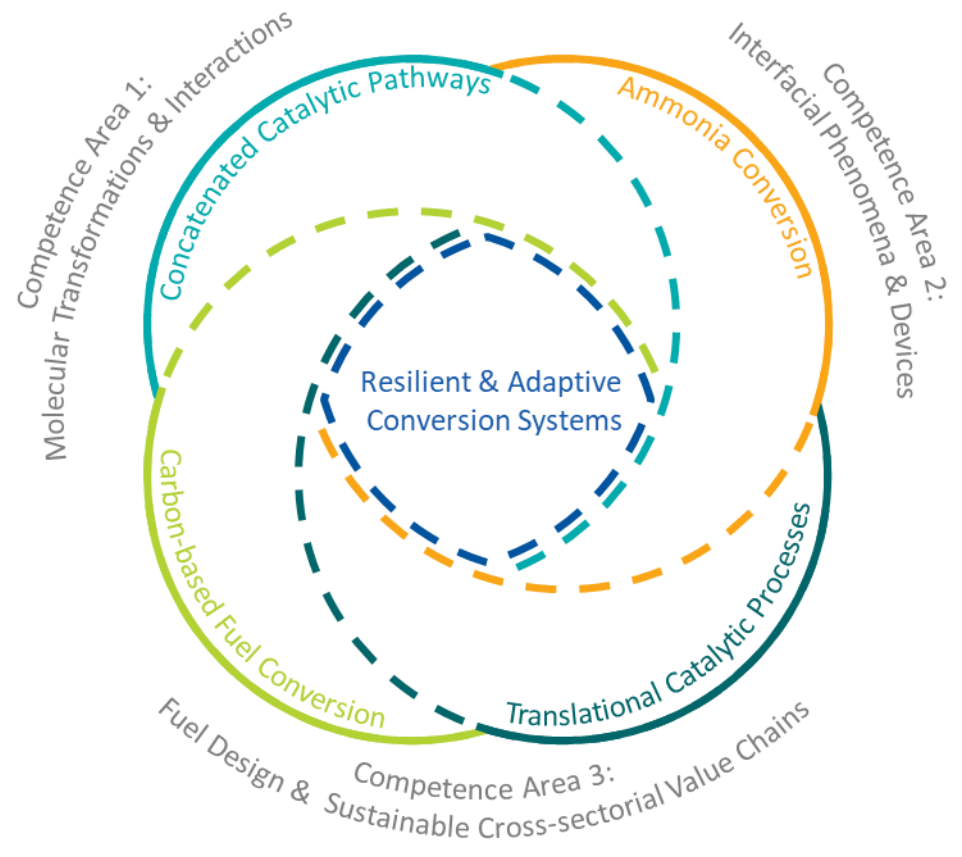 Competence Area 1:
Molecular Transformations & Interactions
Competence Area 2:
Interfacial Phenomena & Devices
Concatenated Catalytic Pathways
Ammonia Conversion
Resilient & Adaptive
Conversion Systems
Carbon-based Fuel Conversion
Translational Catalytic Processes
Competence Area 3:
Fuel Design & Sustainable Cross-sectorial Value Chains